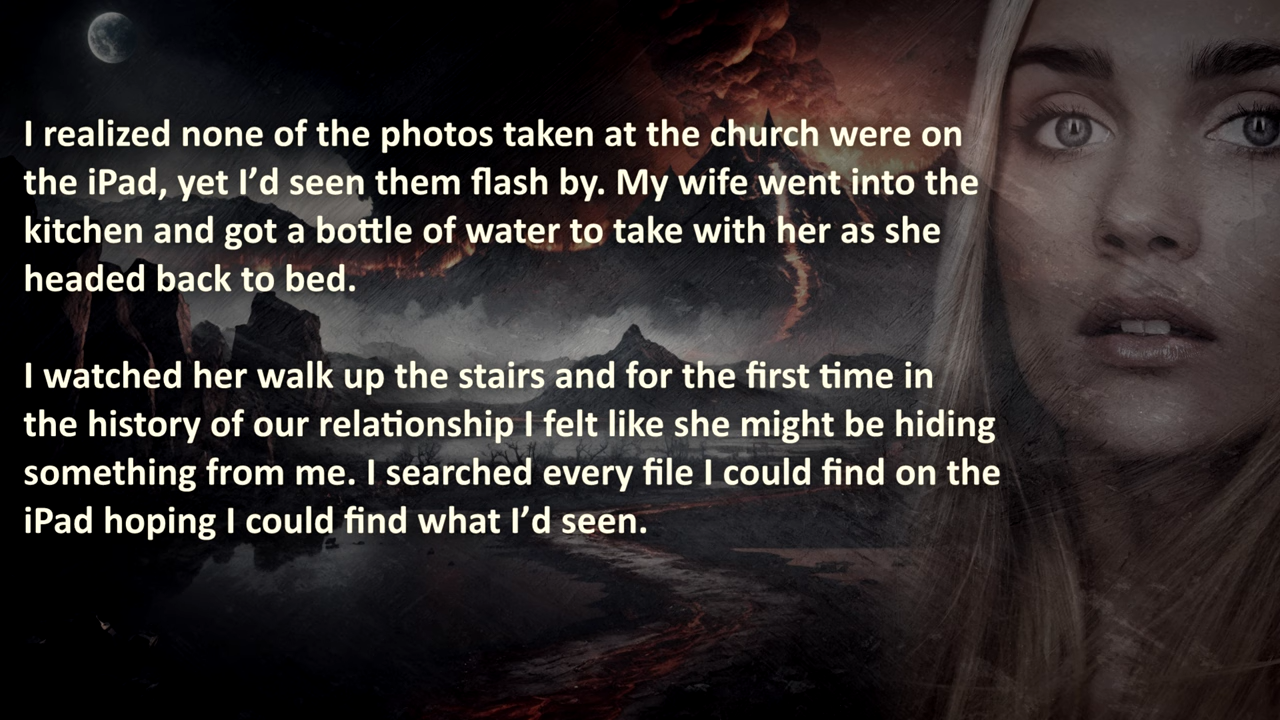 I realized none of the photos taken at the church were on
the iPad, yet I’d seen them flash by. My wife went into the
kitchen and got a bottle of water to take with her as she
headed back to bed.
I watched her walk up the stairs and for the first time in
the history of our relationship I felt like she might be hiding
something from me. I searched every file I could find on the
iPad hoping I could find what I’d seen.